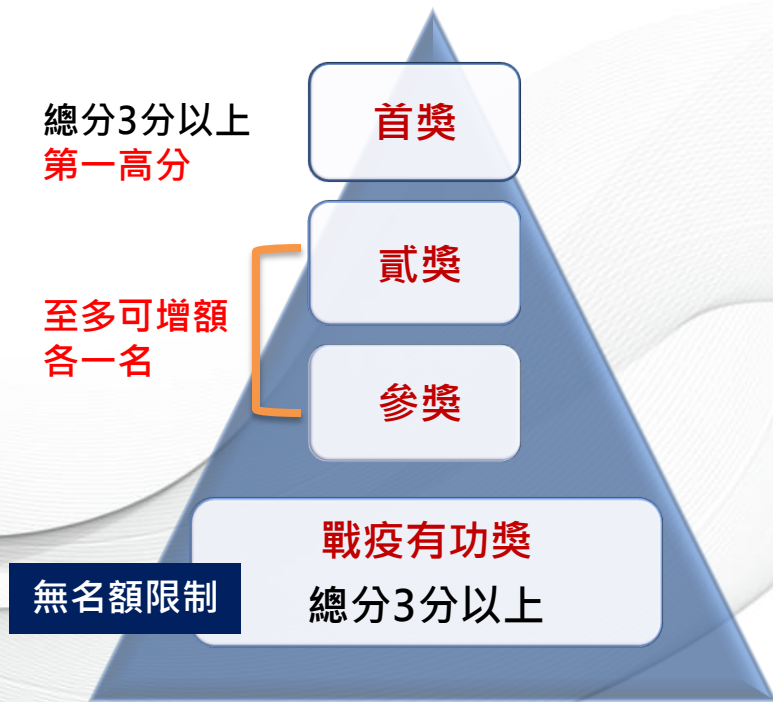 首獎
總分3分以上
第一高分
貳獎
至多可增額
各一名
參獎
戰疫有功獎
無名額限制
總分3分以上